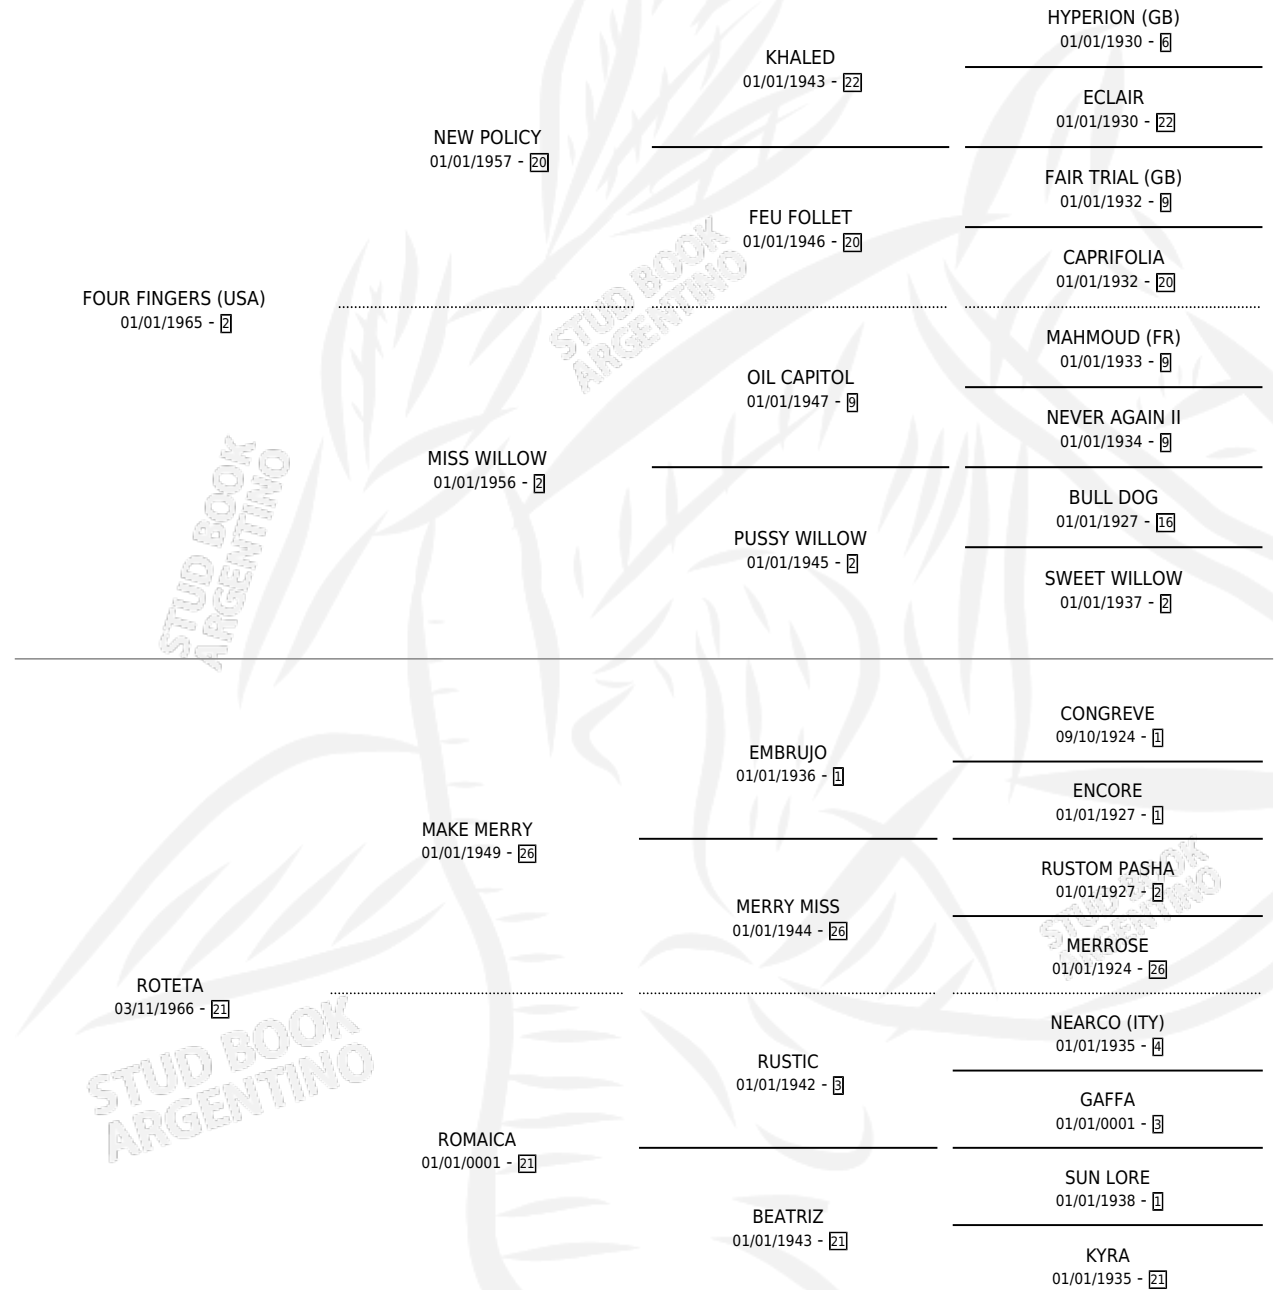 HYPERION (GB)
01/01/1930 - 6
KHALED
01/01/1943 - 22
ECLAIR
01/01/1930 - 22
NEW POLICY
01/01/1957 - 20
FAIR TRIAL (GB)
01/01/1932 - 9
FEU FOLLET
01/01/1946 - 20
CAPRIFOLIA
01/01/1932 - 20
FOUR FINGERS (USA)
01/01/1965 - 2
MAHMOUD (FR)
01/01/1933 - 9
OIL CAPITOL
01/01/1947 - 9
NEVER AGAIN II
01/01/1934 - 9
MISS WILLOW
01/01/1956 - 2
BULL DOG
01/01/1927 - 16
PUSSY WILLOW
01/01/1945 - 2
SWEET WILLOW
01/01/1937 - 2
CONGREVE
09/10/1924 - 1
EMBRUJO
01/01/1936 - 1
ENCORE
01/01/1927 - 1
MAKE MERRY
01/01/1949 - 26
RUSTOM PASHA
01/01/1927 - 2
MERRY MISS
01/01/1944 - 26
MERROSE
01/01/1924 - 26
ROTETA
03/11/1966 - 21
NEARCO (ITY)
01/01/1935 - 4
RUSTIC
01/01/1942 - 3
GAFFA
01/01/0001 - 3
ROMAICA
01/01/0001 - 21
SUN LORE
01/01/1938 - 1
BEATRIZ
01/01/1943 - 21
KYRA
01/01/1935 - 21
STUD BOOK
ARGENTINO
STUD BOOK
ARGENTINO
STUD BOOK
ARGENTINO
STUD BOOK
ARGENTINO